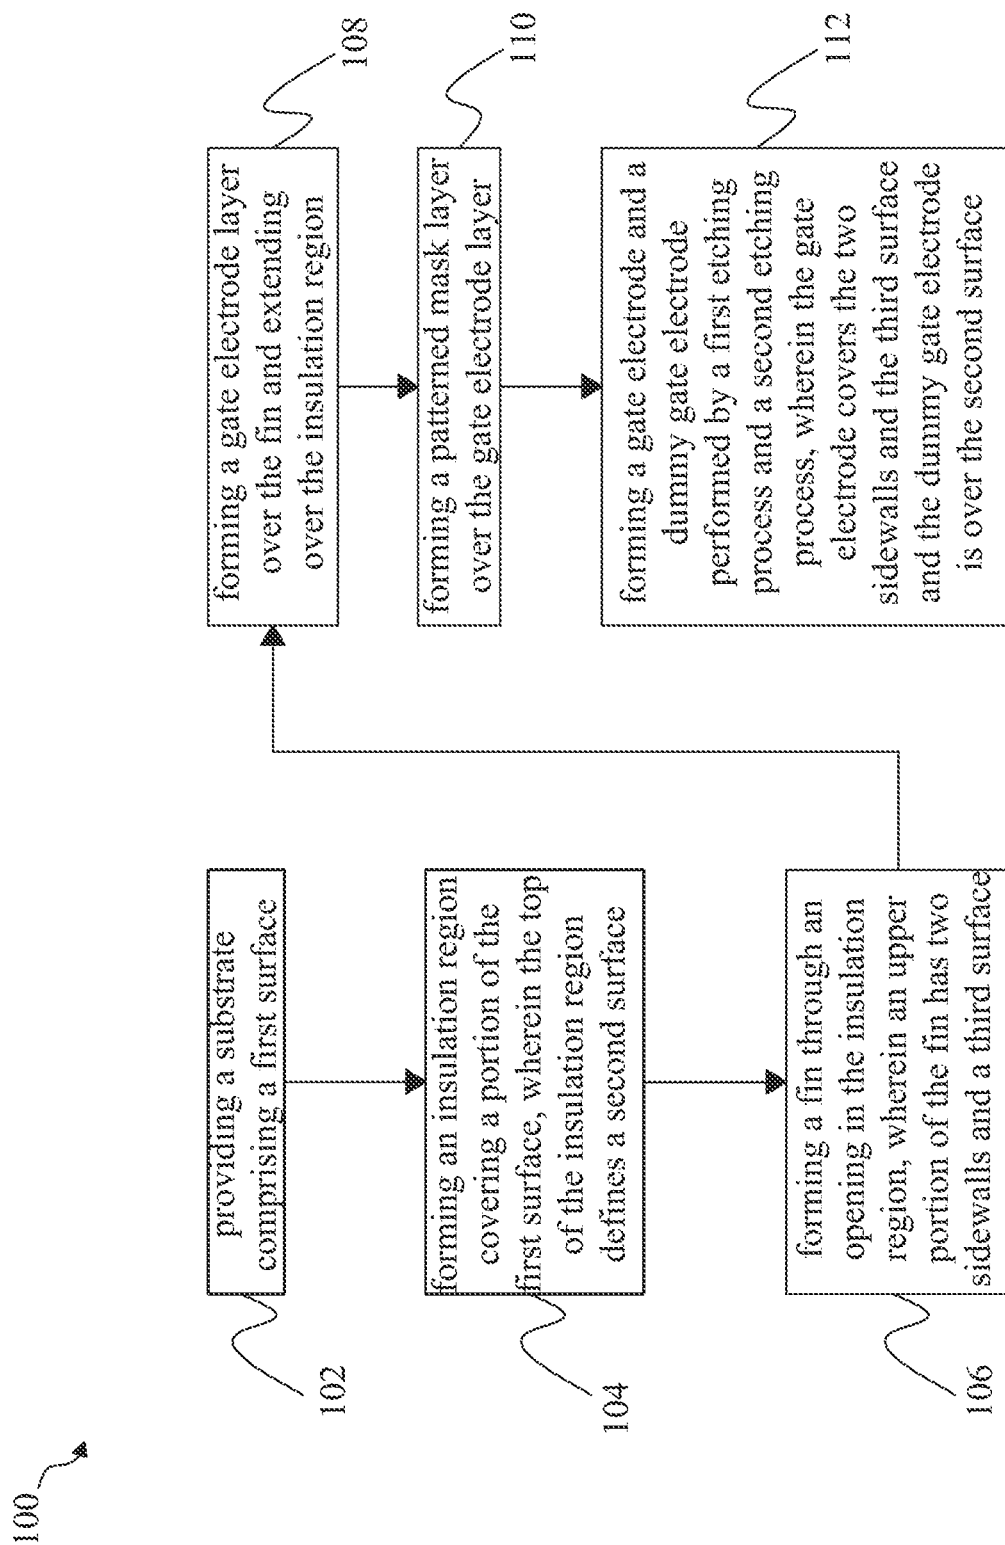 100
102
providing a substrate
comprising a first surface
104
forming an insulation region
covering a portion of the
first surface, wherein the top
of the insulation region
defines a second surface
106
forming a fin through an
opening in the insulation
region, wherein an upper
portion of the fin has two
sidewalls and a third surface
108
forming a gate electrode layer
over the fin and extending
over the insulation region
110
forming a patterned mask layer
over the gate electrode layer
112
forming a gate electrode and a
dummy gate electrode
performed by a first etching
process and a second etching
process, wherein the gate
electrode covers the two
sidewalls and the third surface
and the dummy gate electrode
is over the second surface